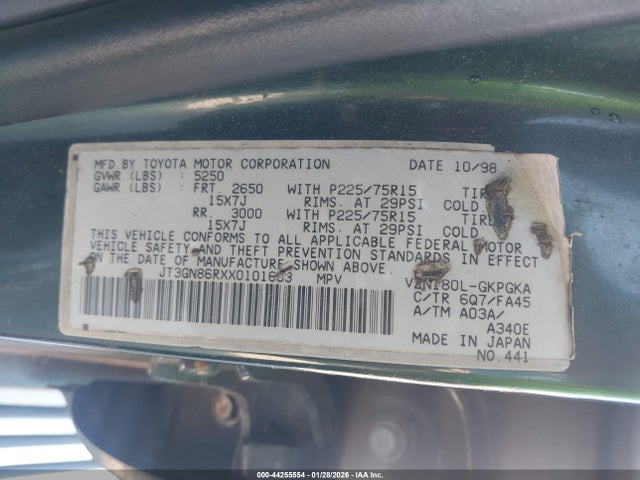 MFD.BY TOYOTA MOTOR CORPORATION DATE 10/98
GVWR (LBS) : 5250
GAWR (LBS) : FRT. 2650 WITH P225/75R15
15X7J RIMS. AT 29PSI COLD
RR. 3000 WITH P225/75R15
15X7J RIMS. AT 29PSI COLD
THIS VEHICLE CONFORMS TO ALL APPLICABLE FEDERAL MOTOR
VEHICLE SAFETY AND THEFT PREVENTION STANDARDS IN EFFECT
ON THE DATE OF MANUFACTURE SHOWN ABOVE.
MPV
C/TR 6Q7/FA45
A/TM A03A/
A340E
MADE IN JAPAN
NO.441
000-44255554 | 01/28/2026 - IAA Inc.